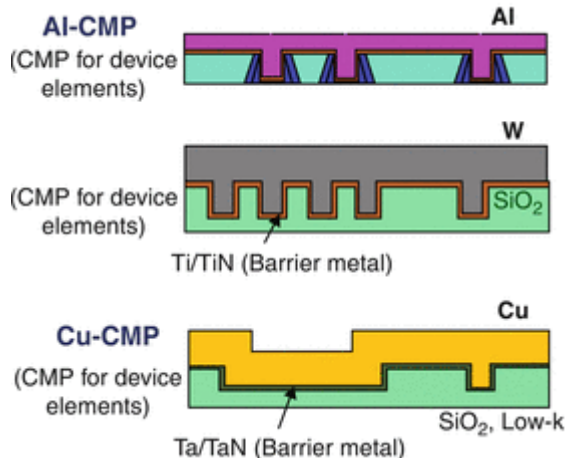 Al-CMP
Al
(CMP for device
elements)
W
(CMP for device
elements)
SiO₂
Ti/TiN (Barrier metal)
Cu-CMP
Cu
(CMP for device
elements)
SiO₂, Low-k
Ta/TaN (Barrier metal)